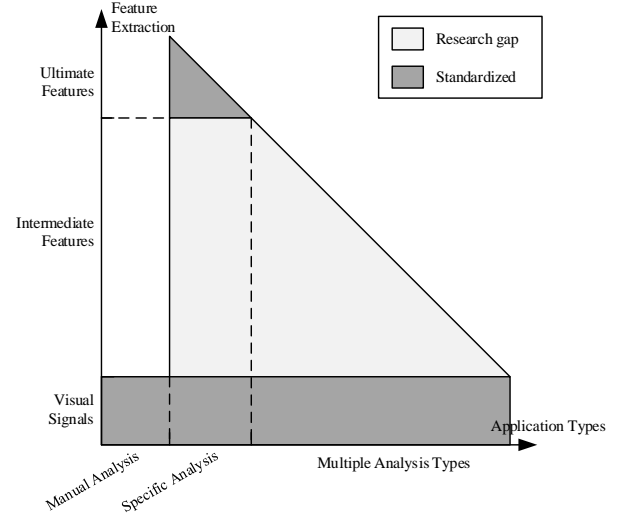 Feature
Extraction
Research gap
Standardized
Ultimate
Features
Intermediate
Features
Visual
Signals
Application Types
Manual Analysis
Specific Analysis
Multiple Analysis Types